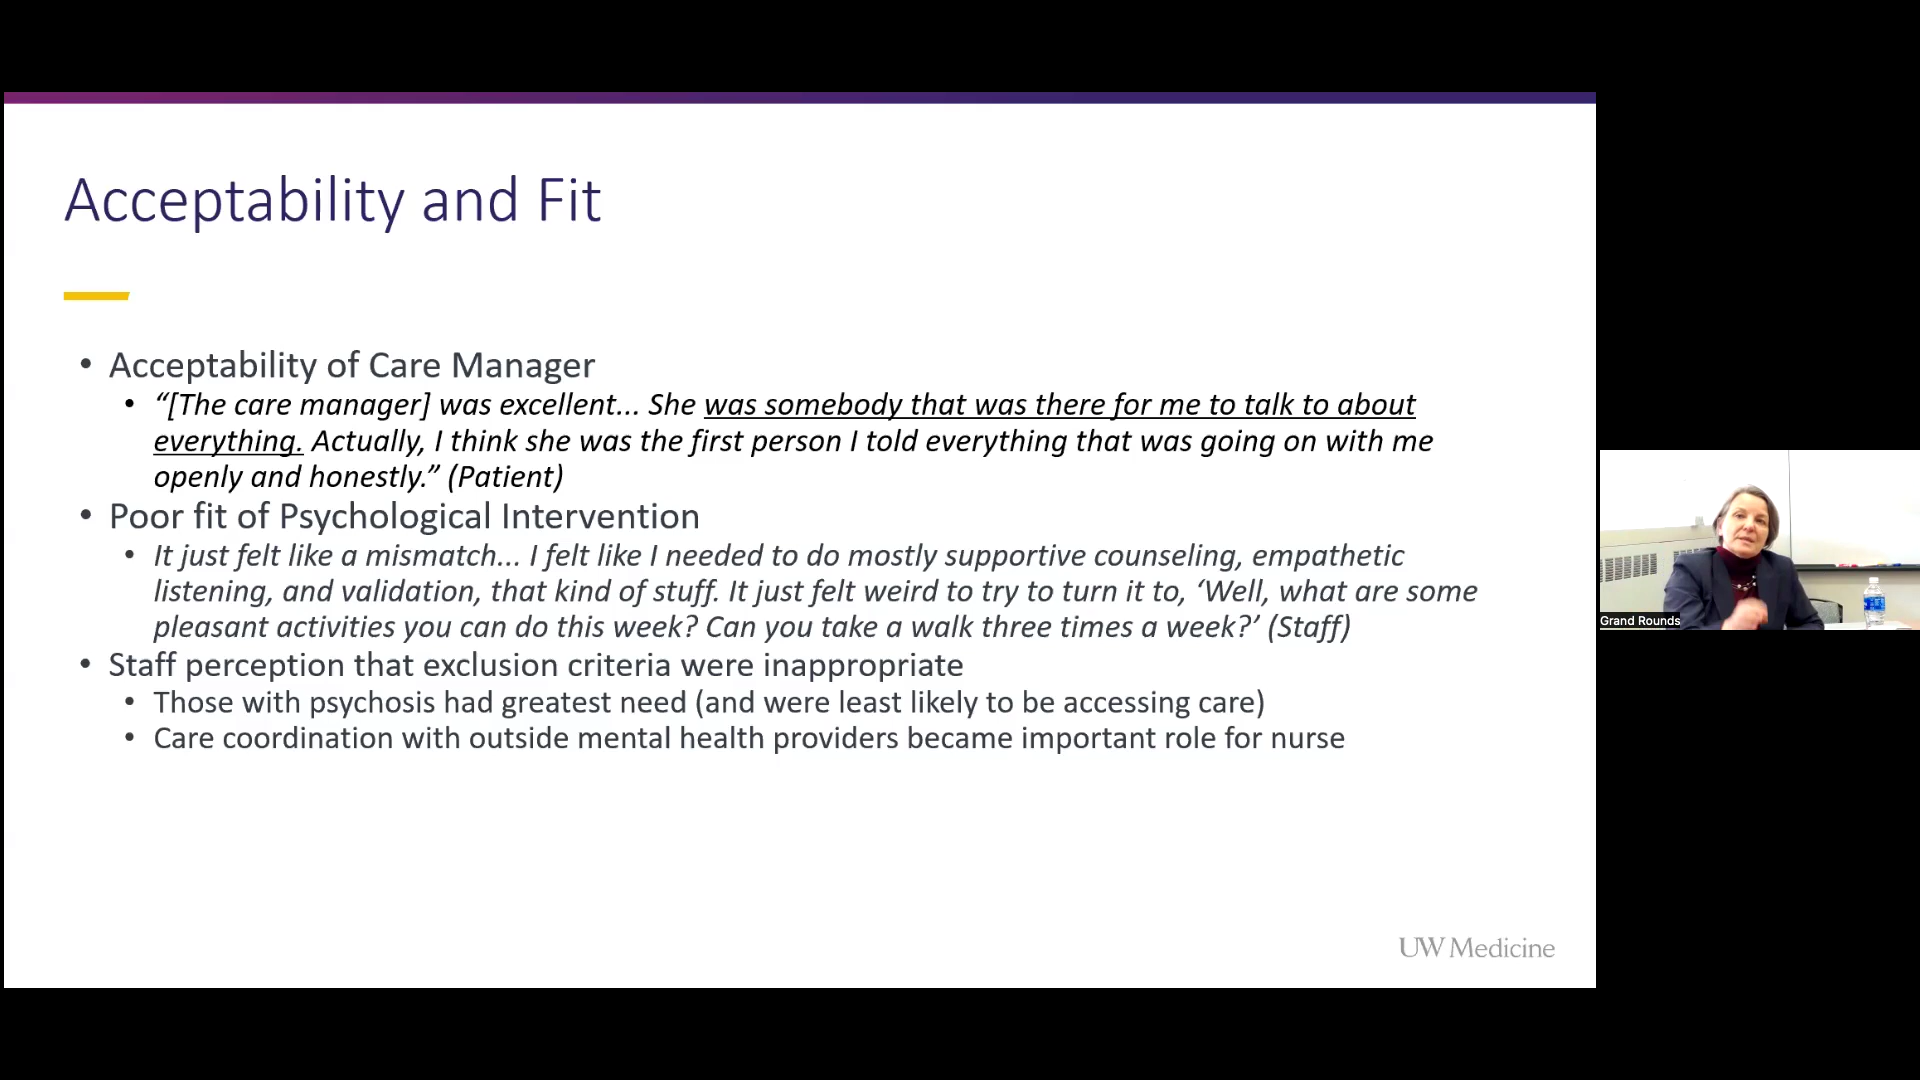 Acceptability and Fit
• Acceptability of Care Manager
• “[The care manager] was excellent... She was somebody that was there for me to talk to about
everything. Actually, I think she was the first person I told everything that was going on with me
openly and honestly.” (Patient)
• Poor fit of Psychological Intervention
• It just felt like a mismatch... I felt like I needed to do mostly supportive counseling, empathetic
listening, and validation, that kind of stuff. It just felt weird to try to turn it to, ‘Well, what are some
pleasant activities you can do this week? Can you take a walk three times a week?’ (Staff)
• Staff perception that exclusion criteria were inappropriate
• Those with psychosis had greatest need (and were least likely to be accessing care)
• Care coordination with outside mental health providers became important role for nurse
UW Medicine
Grand Rounds